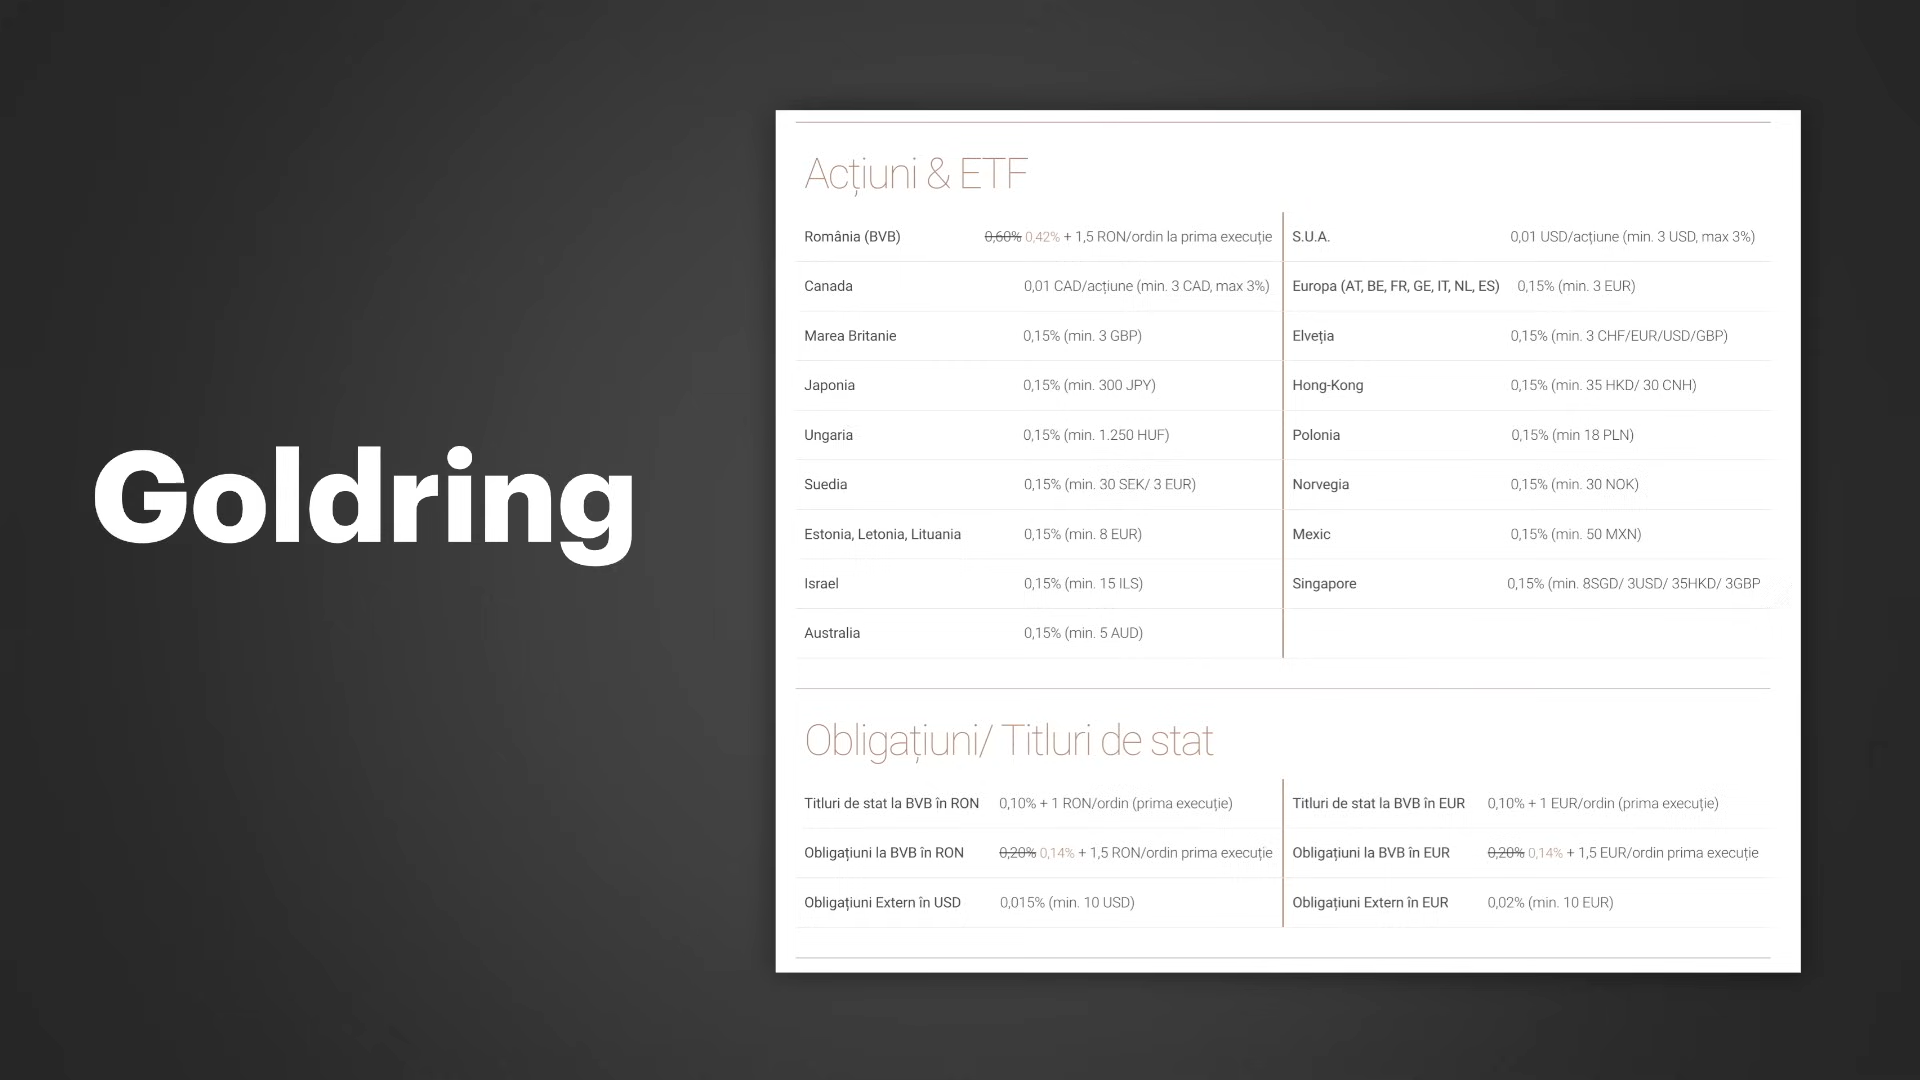 Goldring
Acțiuni & ETF
România (BVB) 0,60% 0,42% + 1,5 RON/ordin la prima execuție S.U.A. 0,01 USD/acțiune (min. 3 USD, max 3%)
Canada 0,01 CAD/acțiune (min. 3 CAD, max 3%) Europa (AT, BE, FR, GE, IT, NL, ES) 0,15% (min. 3 EUR)
Marea Britanie 0,15% (min. 3 GBP) Elveția 0,15% (min. 3 CHF/EUR/USD/GBP)
Japonia 0,15% (min. 300 JPY) Hong-Kong 0,15% (min. 35 HKD/ 30 CNH)
Ungaria 0,15% (min. 1.250 HUF) Polonia 0,15% (min 18 PLN)
Suedia 0,15% (min. 30 SEK/ 3 EUR) Norvegia 0,15% (min. 30 NOK)
Estonia, Letonia, Lituania 0,15% (min. 8 EUR) Mexic 0,15% (min. 50 MXN)
Israel 0,15% (min. 15 ILS) Singapore 0,15% (min. 8SGD/ 3USD/ 35HKD/ 3GBP
Australia 0,15% (min. 5 AUD)
Obligațiuni/ Titluri de stat
Titluri de stat la BVB în RON 0,10% + 1 RON/ordin (prima execuție) Titluri de stat la BVB în EUR 0,10% + 1 EUR/ordin (prima execuție)
Obligațiuni la BVB în RON 0,20% 0,14% + 1,5 RON/ordin prima execuție Obligațiuni la BVB în EUR 0,20% 0,14% + 1,5 EUR/ordin prima execuție
Obligațiuni Extern în USD 0,015% (min. 10 USD) Obligațiuni Extern în EUR 0,02% (min. 10 EUR)